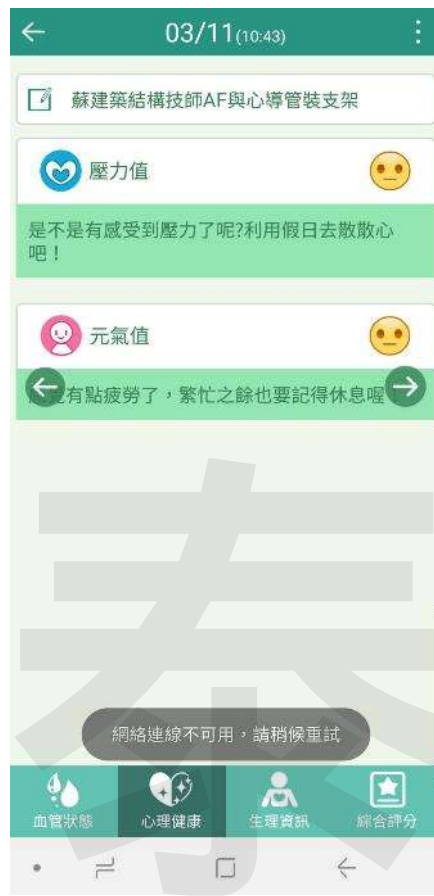 03/11(10:43)
蘇建築結構技師AF與心導管裝支架
壓力值
是不是有感受到壓力了呢?利用假日去散散心
吧!
元氣值
有點疲勞了,繁忙之餘也要記得休息喔
網絡連線不可用,請稍候重試
血管狀態
心理健康
生理資訊
綜合評分
泰